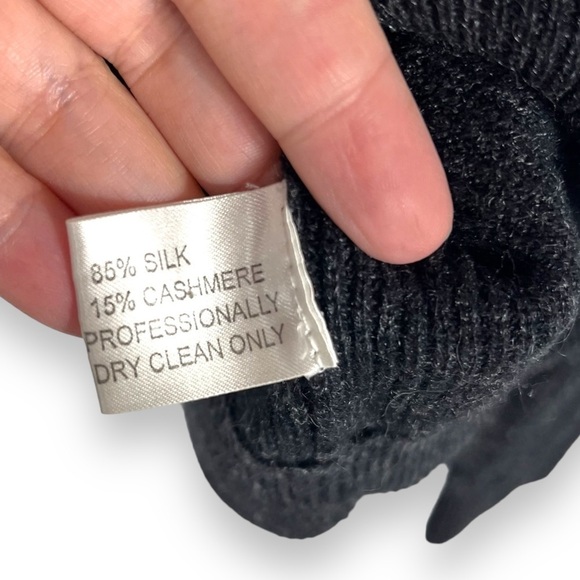 85% SILK
15% CASHMERE
PROFESSIONALLY
DRY CLEAN ONLY